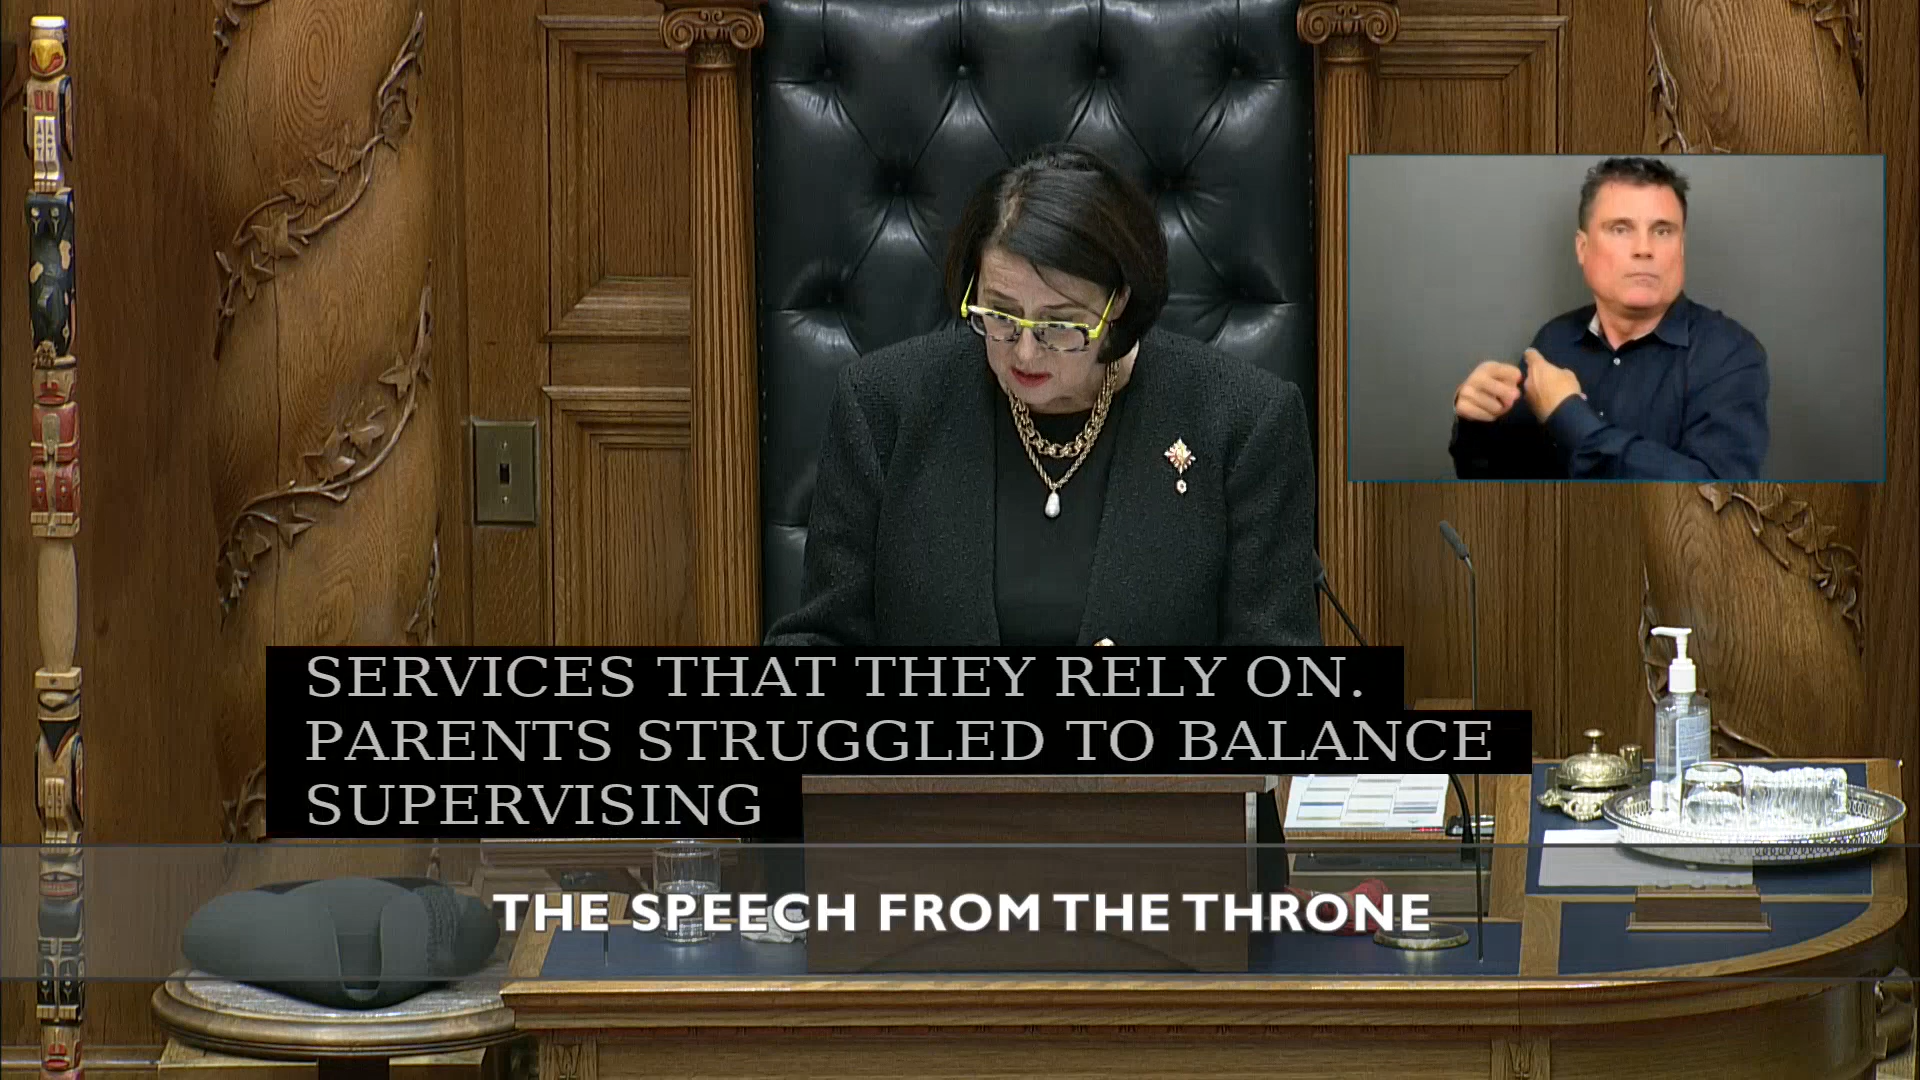 SERVICES THAT THEY RELY ON.
PARENTS STRUGGLED TO BALANCE
SUPERVISING
THE SPEECH FROM THE THRONE